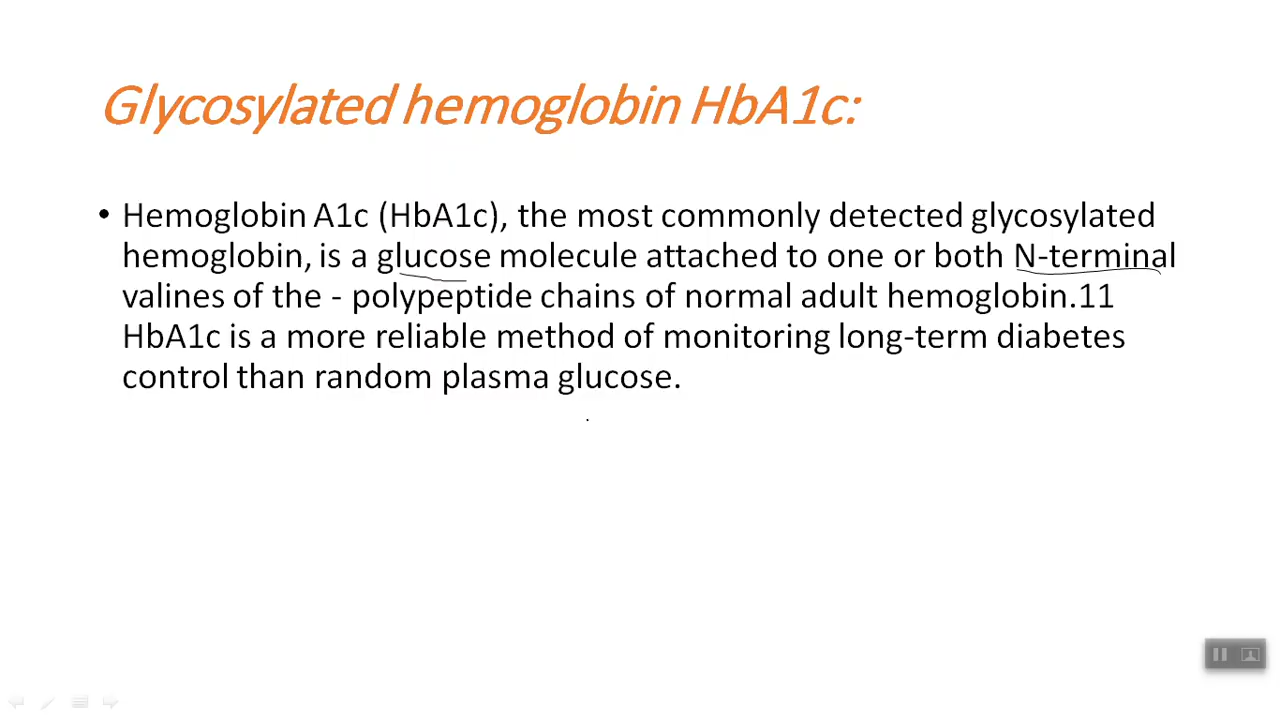 Glycosylated hemoglobin HbA1c:
• Hemoglobin A1c (HbA1c), the most commonly detected glycosylated
hemoglobin, is a glucose molecule attached to one or both N-terminal
valines of the - polypeptide chains of normal adult hemoglobin.11
HbA1c is a more reliable method of monitoring long-term diabetes
control than random plasma glucose.